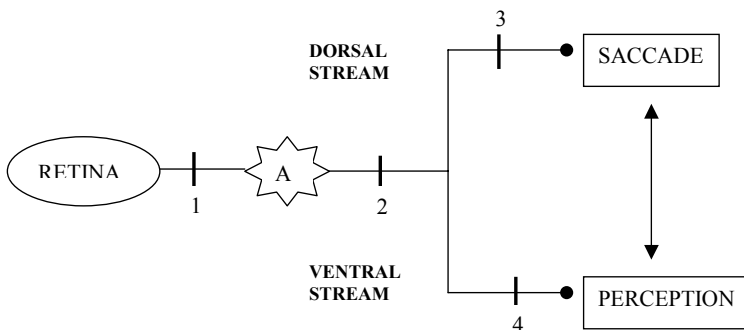 3
DORSAL
STREAM
SACCADE
RETINA
A
1
2
VENTRAL
STREAM
PERCEPTION
4